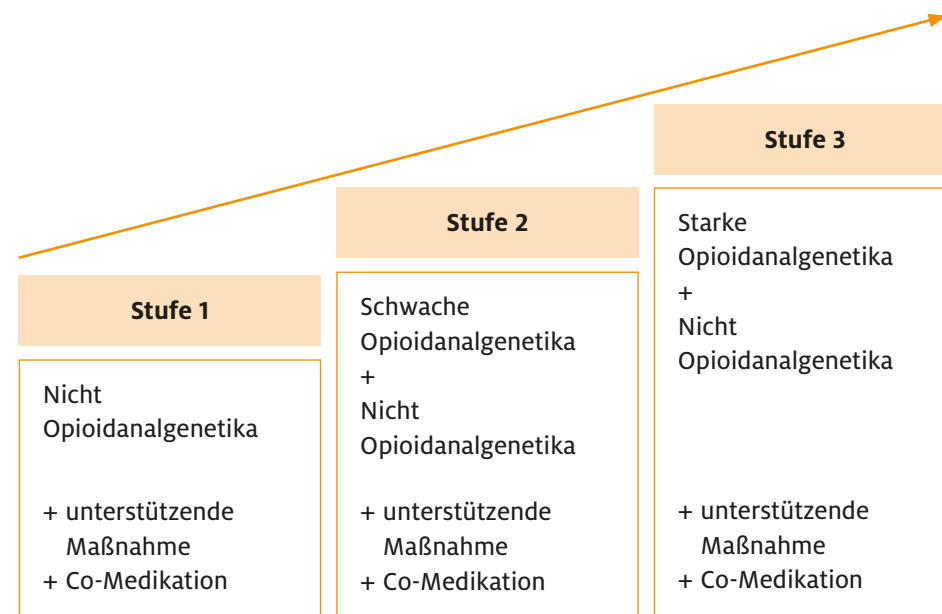 Stufe 1
Nicht
Opioidanalgenetika
+ unterstützende
Maßnahme
+ Co-Medikation
Stufe 2
Schwache
Opioidanalgenetika
+
Nicht
Opioidanalgenetika
+ unterstützende
Maßnahme
+ Co-Medikation
Stufe 3
Starke
Opioidanalgenetika
+
Nicht
Opioidanalgenetika
+ unterstützende
Maßnahme
+ Co-Medikation